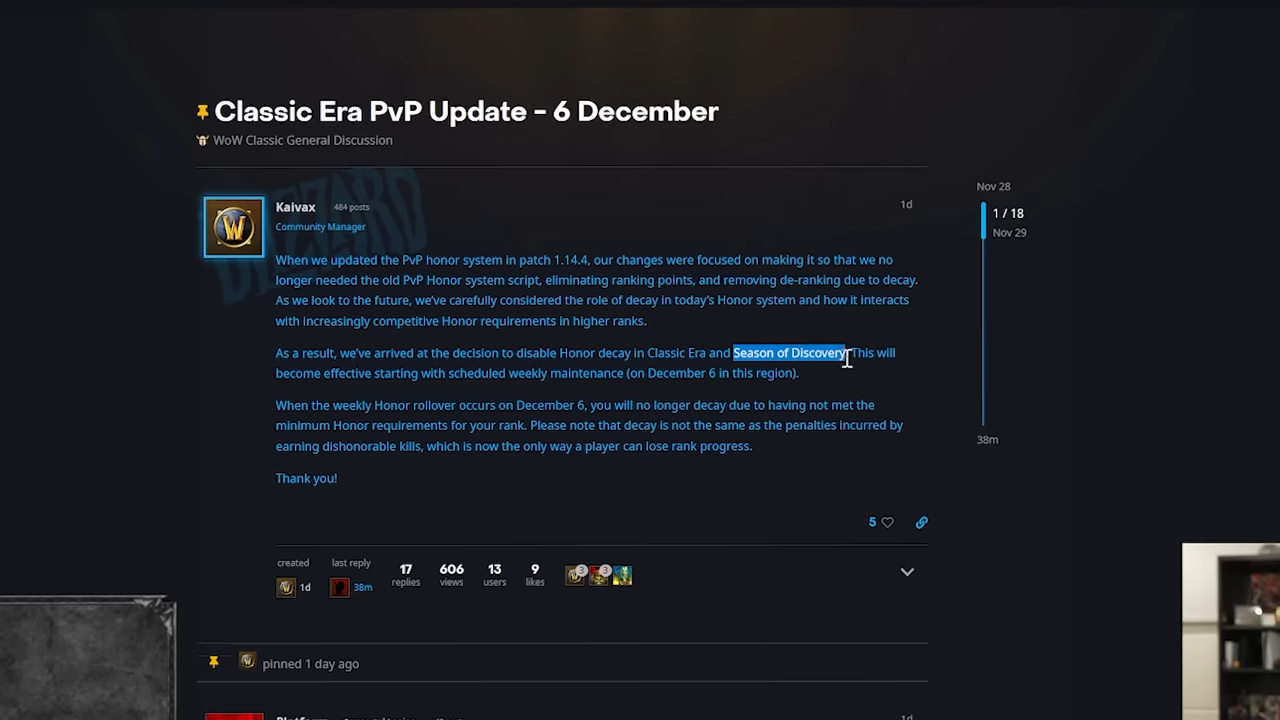 Classic Era PvP Update - 6 December
WoW Classic General Discussion
Nov 28
BLIZZARD
Kaivax 484 posts
1d
1 / 18
Community Manager
Nov 29
When we updated the PvP honor system in patch 1.14.4, our changes were focused on making it so that we no
longer needed the old PvP Honor system script, eliminating ranking points, and removing de-ranking due to decay.
As we look to the future, we've carefully considered the role of decay in today's Honor system and how it interacts
with increasingly competitive Honor requirements in higher ranks.
As a result, we've arrived at the decision to disable Honor decay in Classic Era and Season of Discovery. This will
become effective starting with scheduled weekly maintenance (on December 6 in this region).
When the weekly Honor rollover occurs on December 6, you will no longer decay due to having not met the
minimum Honor requirements for your rank. Please note that decay is not the same as the penalties incurred by
earning dishonorable kills, which is now the only way a player can lose rank progress.
38m
Thank you!
5
created
last reply
17
606
13
9
3
3
1d
38m
replies
views
users
likes
pinned 1 day ago
1d